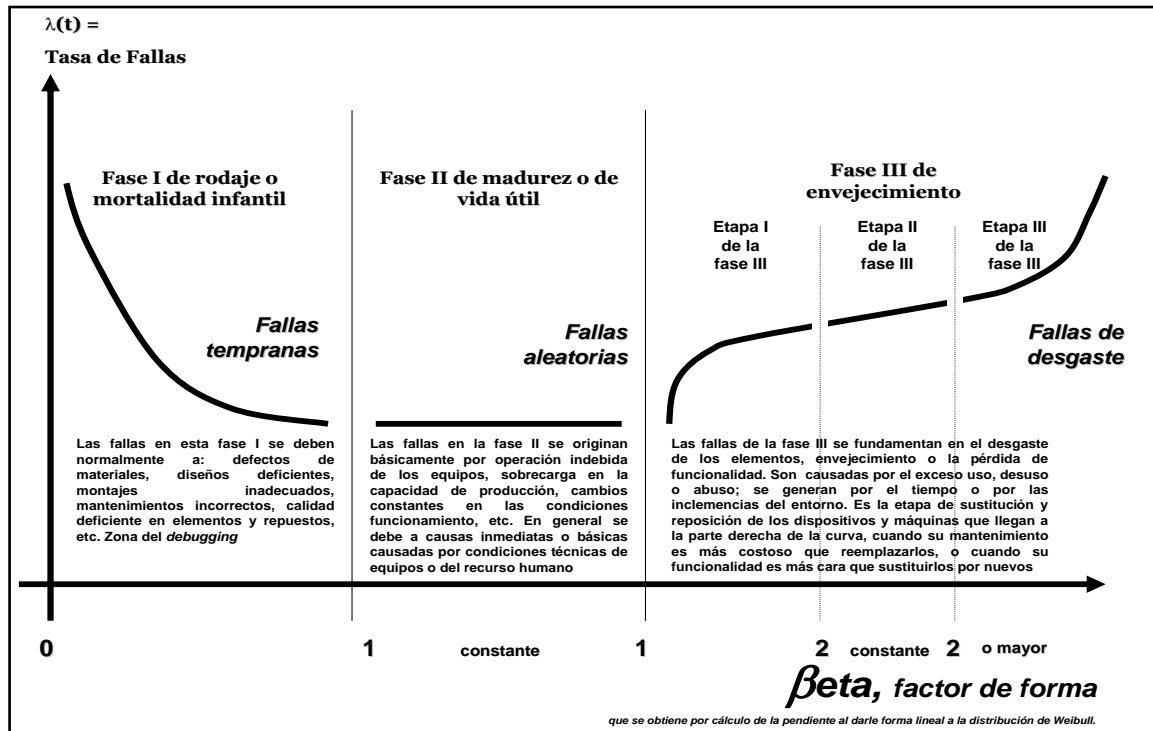 λ(t) =
Tasa de Fallas
Fase I de rodaje o
mortalidad infantil
Fallas
tempranas
Las fallas en esta fase I se deben
normalmente a: defectos de
materiales, diseños deficientes,
montajes inadecuados,
mantenimientos incorrectos, calidad
deficiente en elementos y repuestos,
etc. Zona del debugging
Fase II de madurez o de
vida útil
Fallas
aleatorias
Las fallas en la fase II se originan
básicamente por operación indebida
de los equipos, sobrecarga en la
capacidad de producción, cambios
constantes en las condiciones
funcionamiento, etc. En general se
debe a causas inmediatas o básicas
causadas por condiciones técnicas de
equipos o del recurso humano
Fase III de
envejecimiento
Etapa I
de la
fase III
Etapa II
de la
fase III
Etapa III
de la
fase III
Fallas de
desgaste
Las fallas de la fase III se fundamentan en el desgaste
de los elementos, envejecimiento o la pérdida de
funcionalidad. Son causadas por el exceso uso, desuso
o abuso; se generan por el tiempo o por las
inclemencias del entorno. Es la etapa de sustitución y
reposición de los dispositivos y máquinas que llegan a
la parte derecha de la curva, cuando su mantenimiento
es más costoso que reemplazarlos, o cuando su
funcionalidad es más cara que sustituirlos por nuevos
0 1 constante 1 2 constante 2 o mayor
βeta, factor de forma
que se obtiene por cálculo de la pendiente al darle forma lineal a la distribución de Weibull.